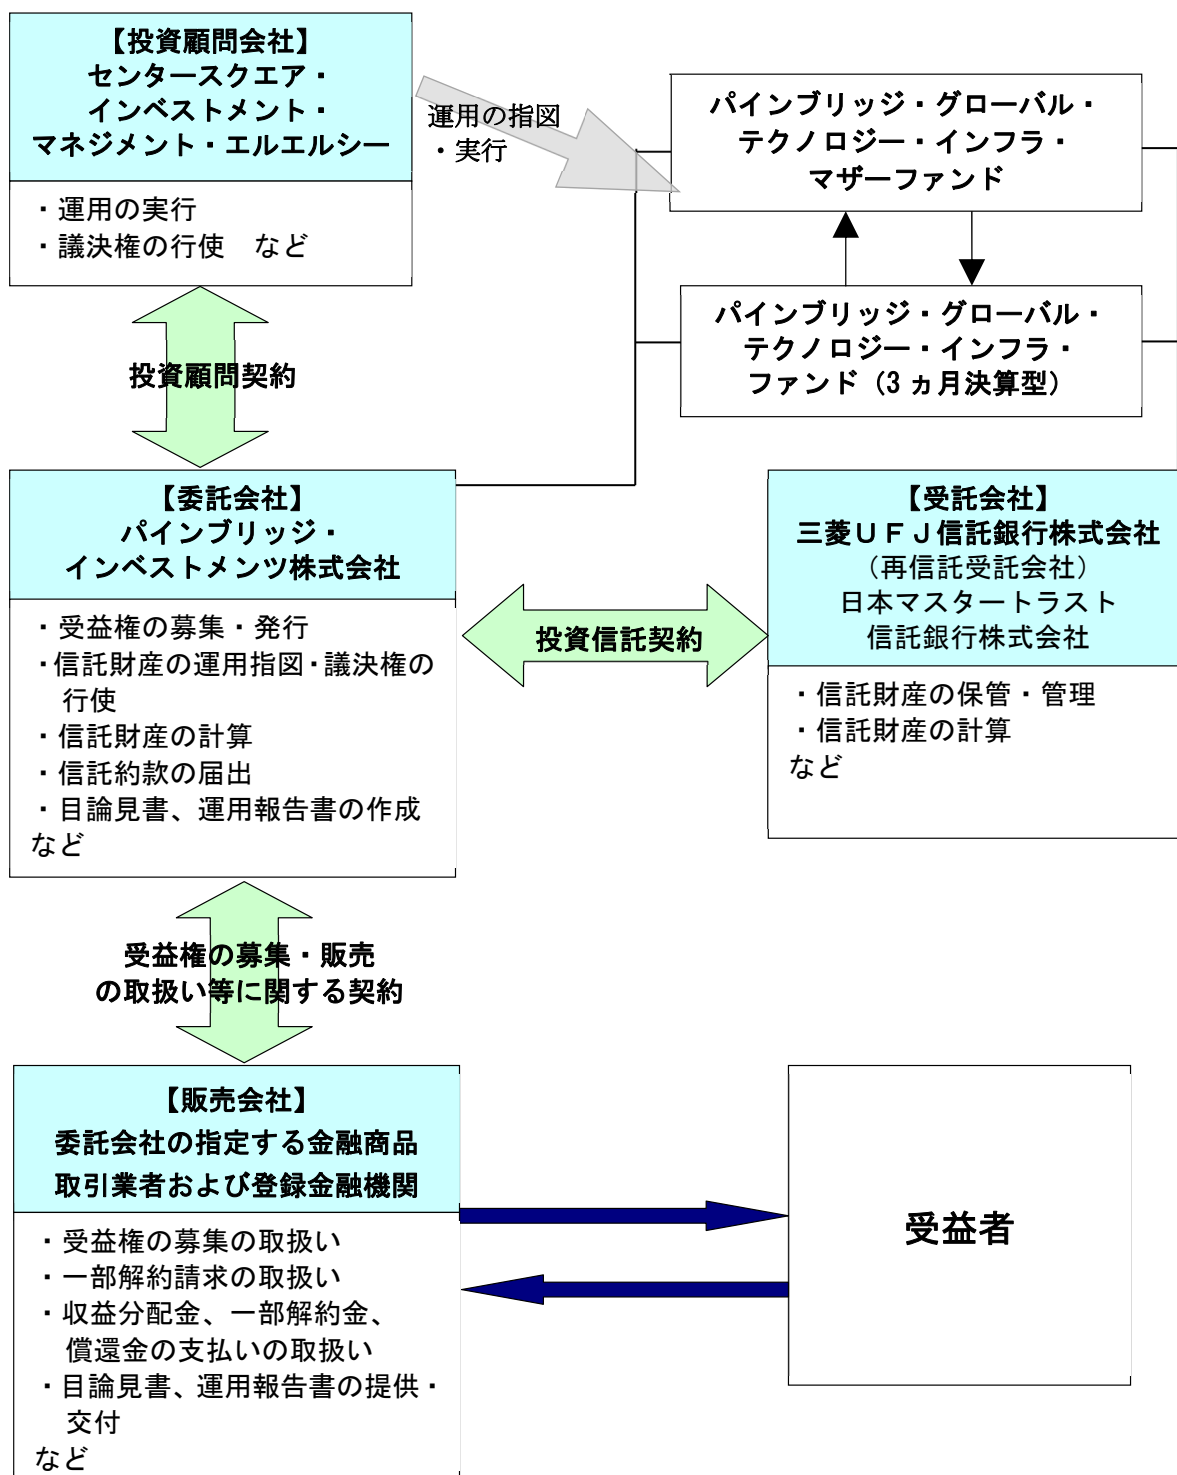 【投資顧問会社】
センタースクエア・
インベストメント・
マネジメント・エルエルシー
・運用の実行
・議決権の行使　など
運用の指図
・実行
パインブリッジ・グローバル・
テクノロジー・インフラ・
マザーファンド
パインブリッジ・グローバル・
テクノロジー・インフラ・
ファンド（3ヵ月決算型）
投資顧問契約
【委託会社】
パインブリッジ・
インベストメンツ株式会社
・受益権の募集・発行
・信託財産の運用指図・議決権の
行使
・信託財産の計算
・信託約款の届出
・目論見書、運用報告書の作成
など
投資信託契約
【受託会社】
三菱ＵＦＪ信託銀行株式会社
（再信託受託会社）
日本マスタートラスト
信託銀行株式会社
・信託財産の保管・管理
・信託財産の計算
など
受益権の募集・販売
の取扱い等に関する契約
【販売会社】
委託会社の指定する金融商品
取引業者および登録金融機関
・受益権の募集の取扱い
・一部解約請求の取扱い
・収益分配金、一部解約金、
償還金の支払いの取扱い
・目論見書、運用報告書の提供・
交付
など
受益者